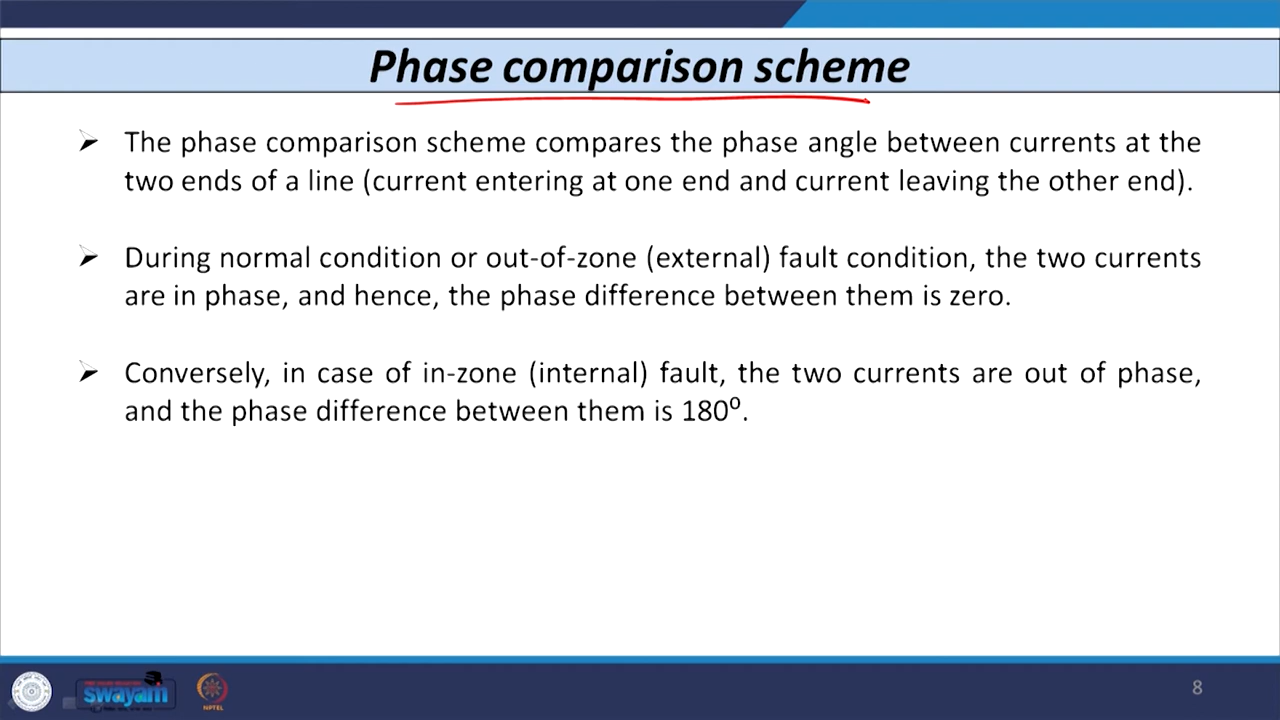 Phase comparison scheme
➢ The phase comparison scheme compares the phase angle between currents at the
two ends of a line (current entering at one end and current leaving the other end).
➢ During normal condition or out-of-zone (external) fault condition, the two currents
are in phase, and hence, the phase difference between them is zero.
➢ Conversely, in case of in-zone (internal) fault, the two currents are out of phase,
and the phase difference between them is 180⁰.
swayam
NPTEL
8